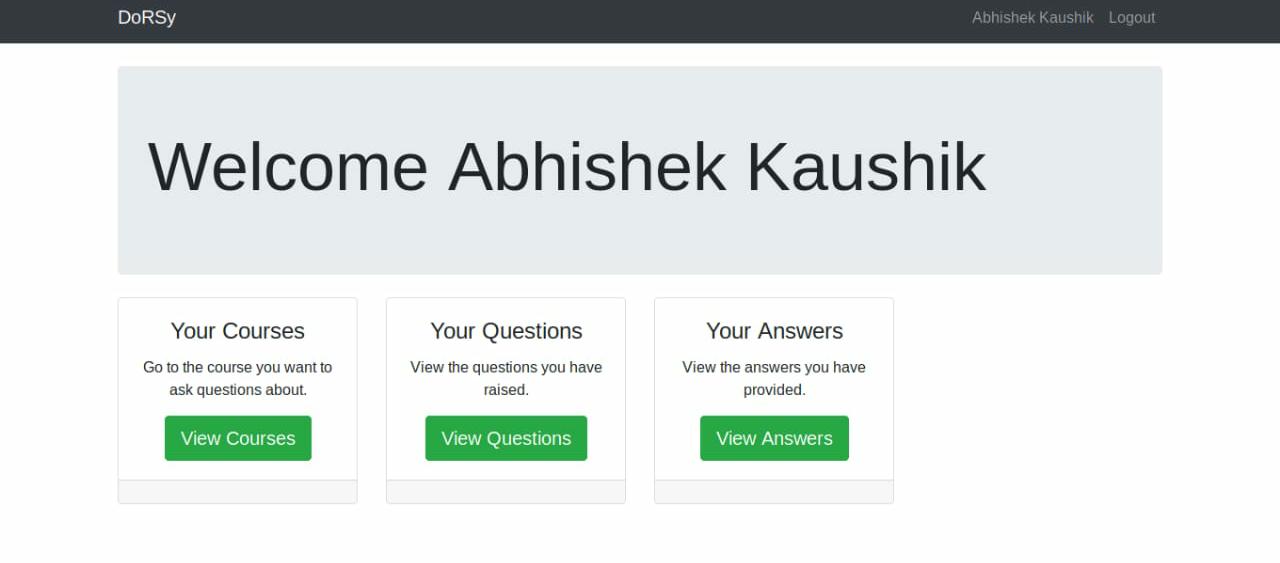 DoRSy
Abhishek Kaushik Logout
Welcome Abhishek Kaushik
Your Courses
Go to the course you want to
ask questions about.
View Courses
Your Questions
View the questions you have
raised.
View Questions
Your Answers
View the answers you have
provided.
View Answers